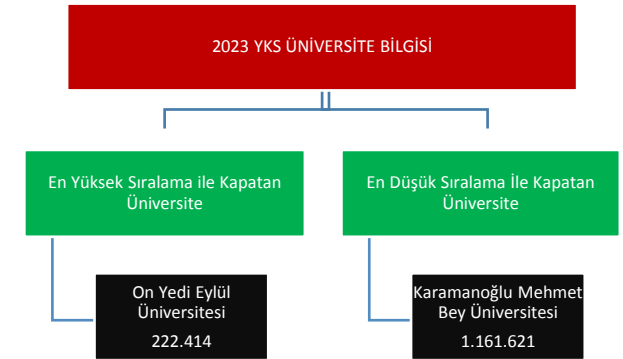 2023 YKS ÜNİVERSİTE BİLGİSİ
En Yüksek Sıralama ile Kapatan
Üniversite
On Yedi Eylül
Üniversitesi
222.414
En Düşük Sıralama İle Kapatan
Üniversite
Karamanoğlu Mehmet
Bey Üniversitesi
1.161.621